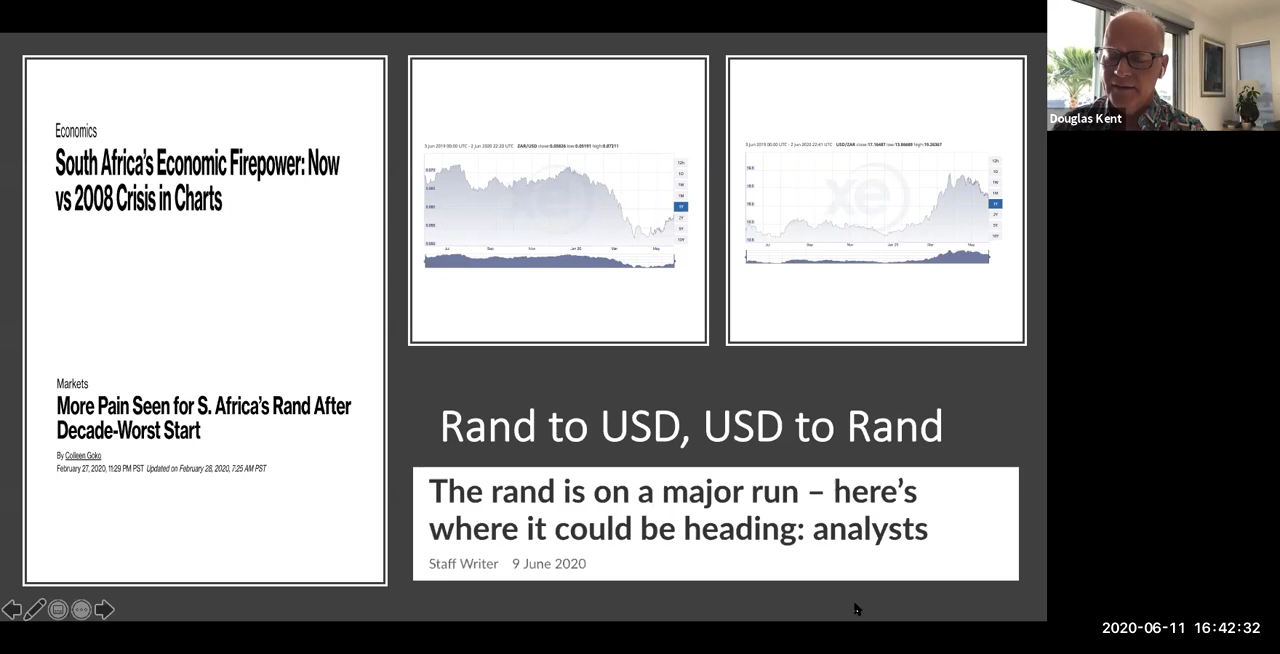 Economics
South Africa's Economic Firepower: Now
vs 2008 Crisis in Charts
Markets
More Pain Seen for S. Africa's Rand After
Decade-Worst Start
By Colleen Goko
February 27, 2020, 11:29 PM PST Updated on February 28, 2020, 7:25 AM PST
xe
xe
Rand to USD, USD to Rand
The rand is on a major run – here's
where it could be heading: analysts
Staff Writer 9 June 2020
Douglas Kent
2020-06-11 16:42:32